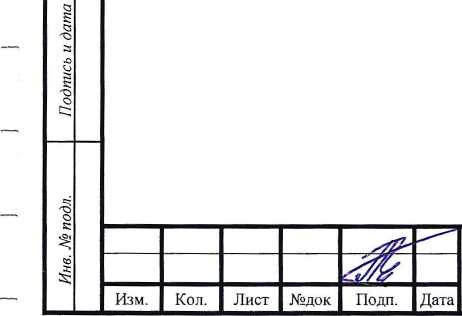 Подпись и дата
Инв. № подл.
Изм. Кол. Лист №док Подп. Дата